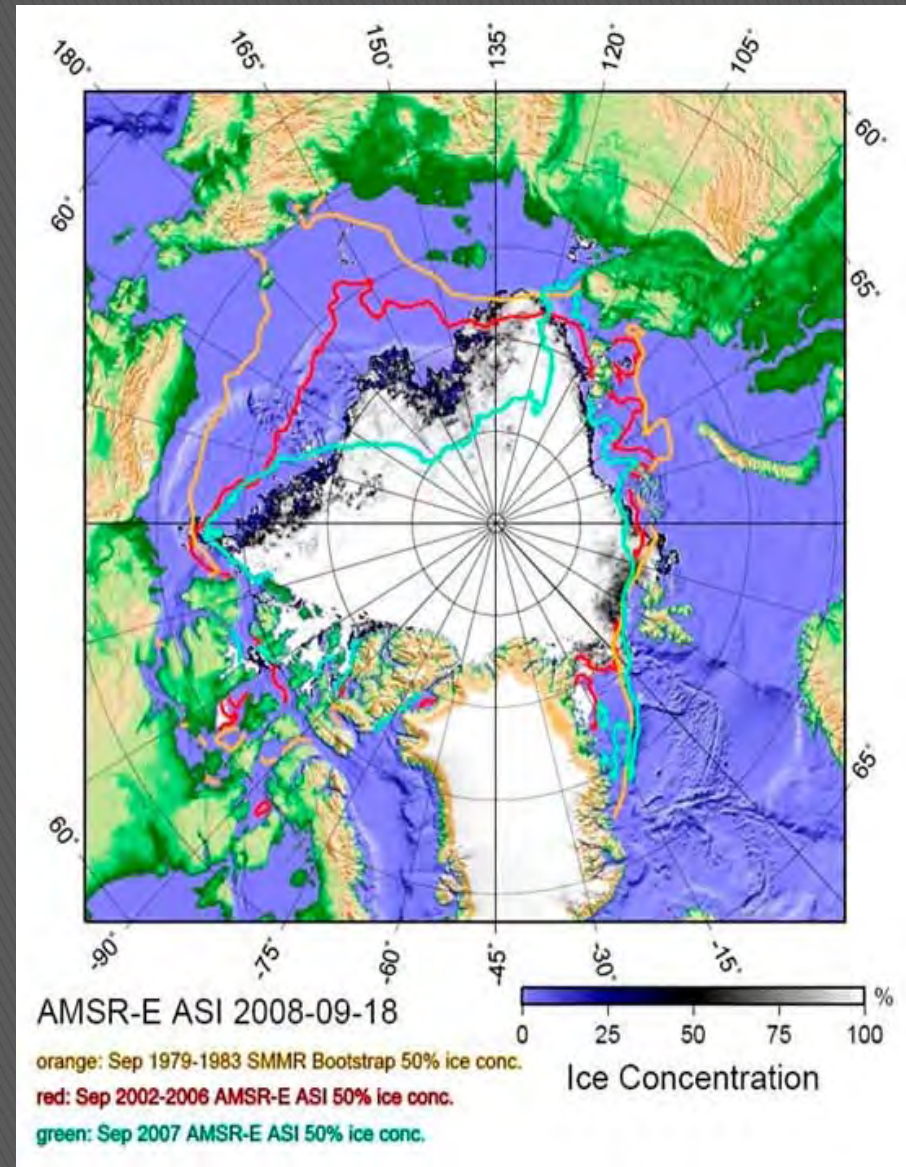 180° 165° 150° 135° 120° 105°
60° 60°
65°
65°
60°
-90° -75° -60° -45° -30° -15°
AMSR-E ASI 2008-09-18
%
0 25 50 75 100
Ice Concentration
orange: Sep 1979-1983 SMMR Bootstrap 50% ice conc.
red: Sep 2002-2006 AMSR-E ASI 50% ice conc.
green: Sep 2007 AMSR-E ASI 50% ice conc.